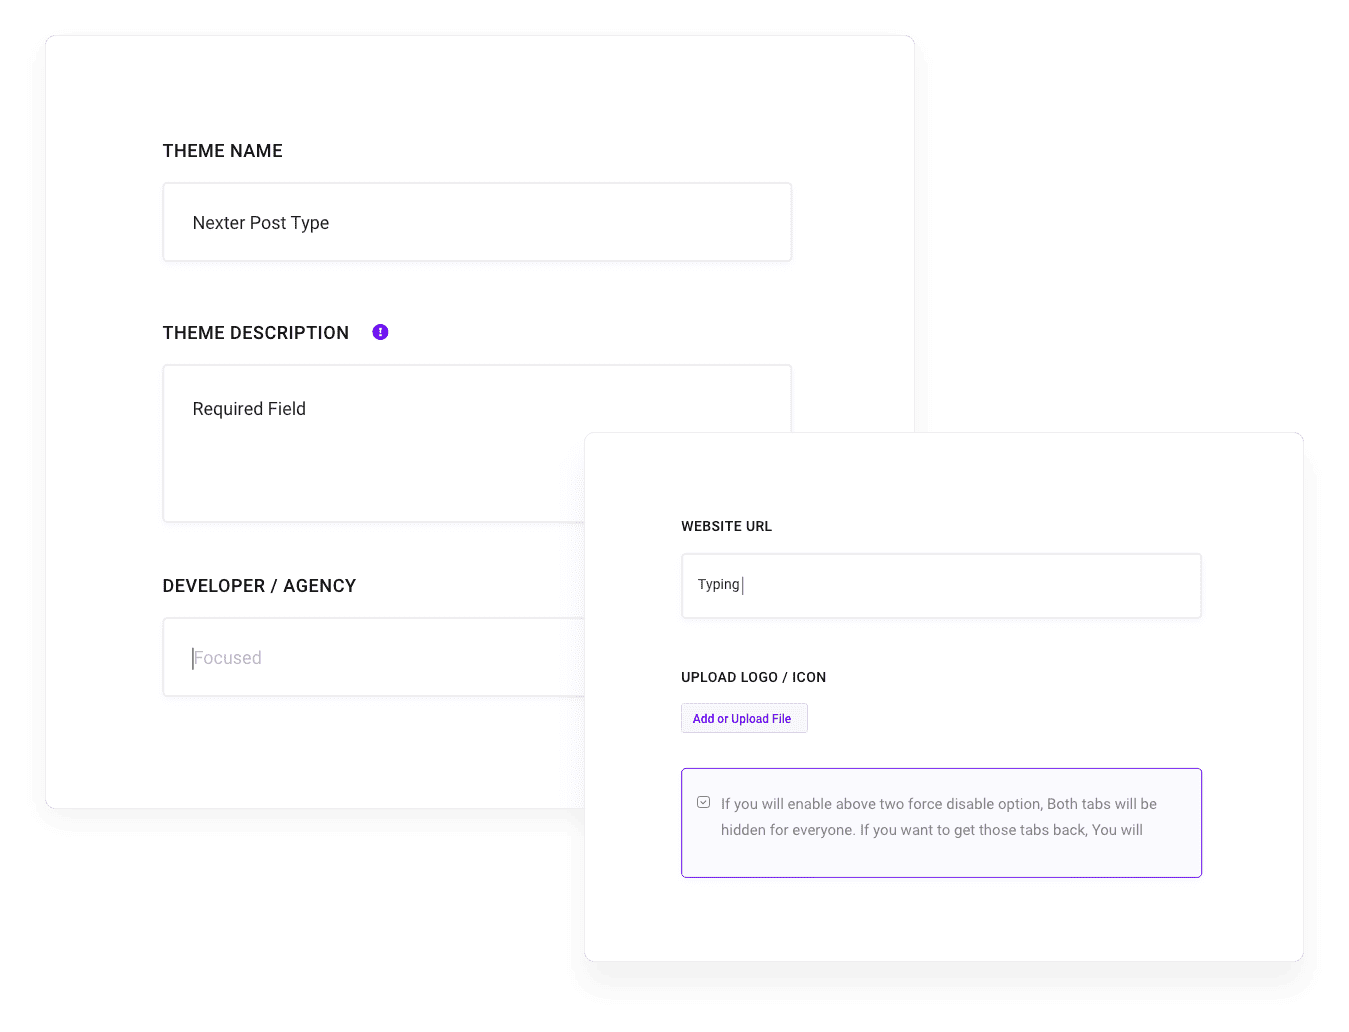 THEME NAME
Nexter Post Type
THEME DESCRIPTION
Required Field
DEVELOPER / AGENCY
Focused
WEBSITE URL
Typing
UPLOAD LOGO / ICON
Add or Upload File
If you will enable above two force disable option, Both tabs will be
hidden for everyone. If you want to get those tabs back, You will